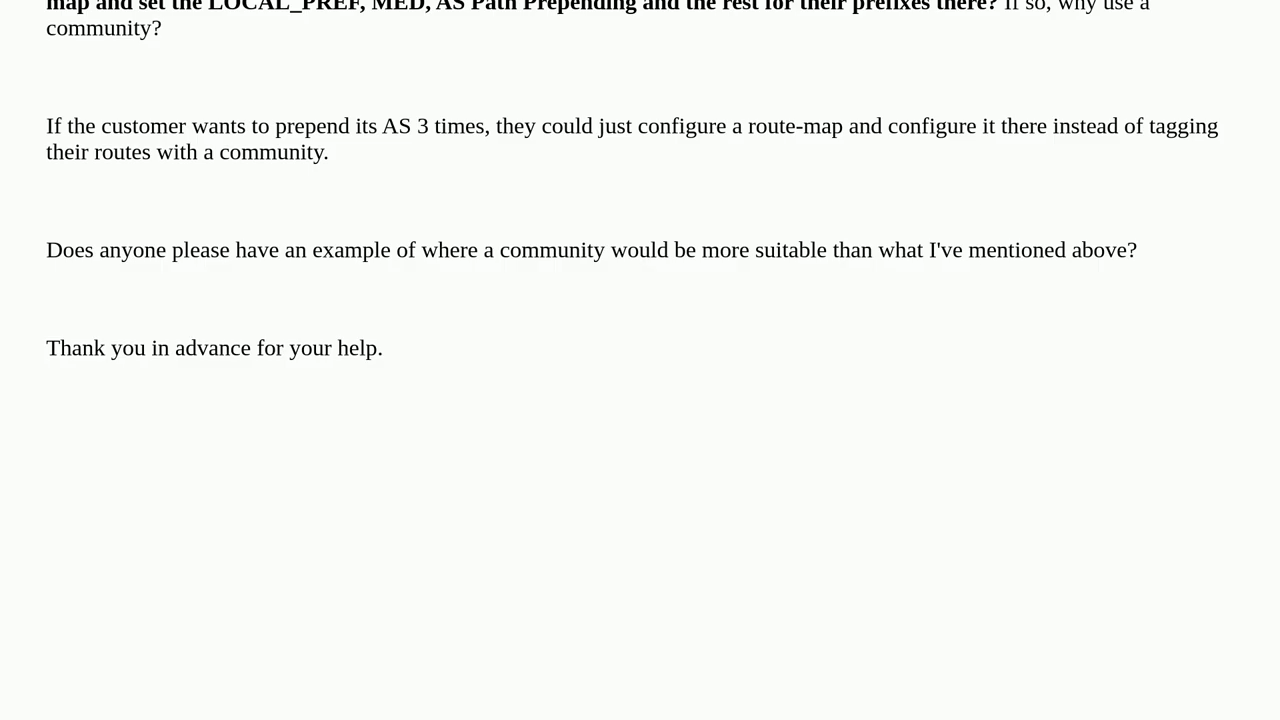 map and set the LOCAL_PREF, MED, AS Path Prepending and the rest for their prefixes there? If so, why use a
community?
If the customer wants to prepend its AS 3 times, they could just configure a route-map and configure it there instead of tagging
their routes with a community.
Does anyone please have an example of where a community would be more suitable than what I've mentioned above?
Thank you in advance for your help.